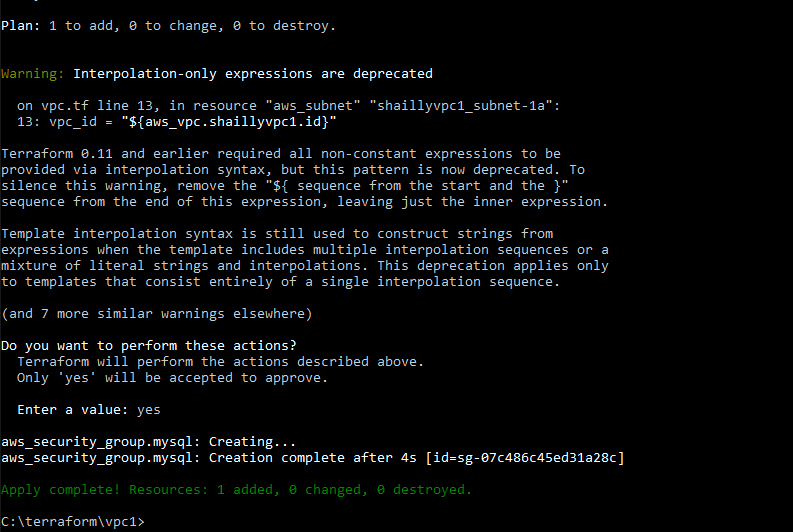 Plan: 1 to add, 0 to change, 0 to destroy.
Warning: Interpolation-only expressions are deprecated
on vpc.tf line 13, in resource "aws_subnet" "shaillyvpc1_subnet-1a":
13: vpc_id = "${aws_vpc.shaillyvpc1.id}"
Terraform 0.11 and earlier required all non-constant expressions to be
provided via interpolation syntax, but this pattern is now deprecated. To
silence this warning, remove the "${ sequence from the start and the }"
sequence from the end of this expression, leaving just the inner expression.
Template interpolation syntax is still used to construct strings from
expressions when the template includes multiple interpolation sequences or a
mixture of literal strings and interpolations. This deprecation applies only
to templates that consist entirely of a single interpolation sequence.
(and 7 more similar warnings elsewhere)
Do you want to perform these actions?
Terraform will perform the actions described above.
Only 'yes' will be accepted to approve.
Enter a value: yes
aws_security_group.mysql: Creating...
aws_security_group.mysql: Creation complete after 4s [id=sg-07c486c45ed31a28c]
Apply complete! Resources: 1 added, 0 changed, 0 destroyed.
C:\terraform\vpc1>